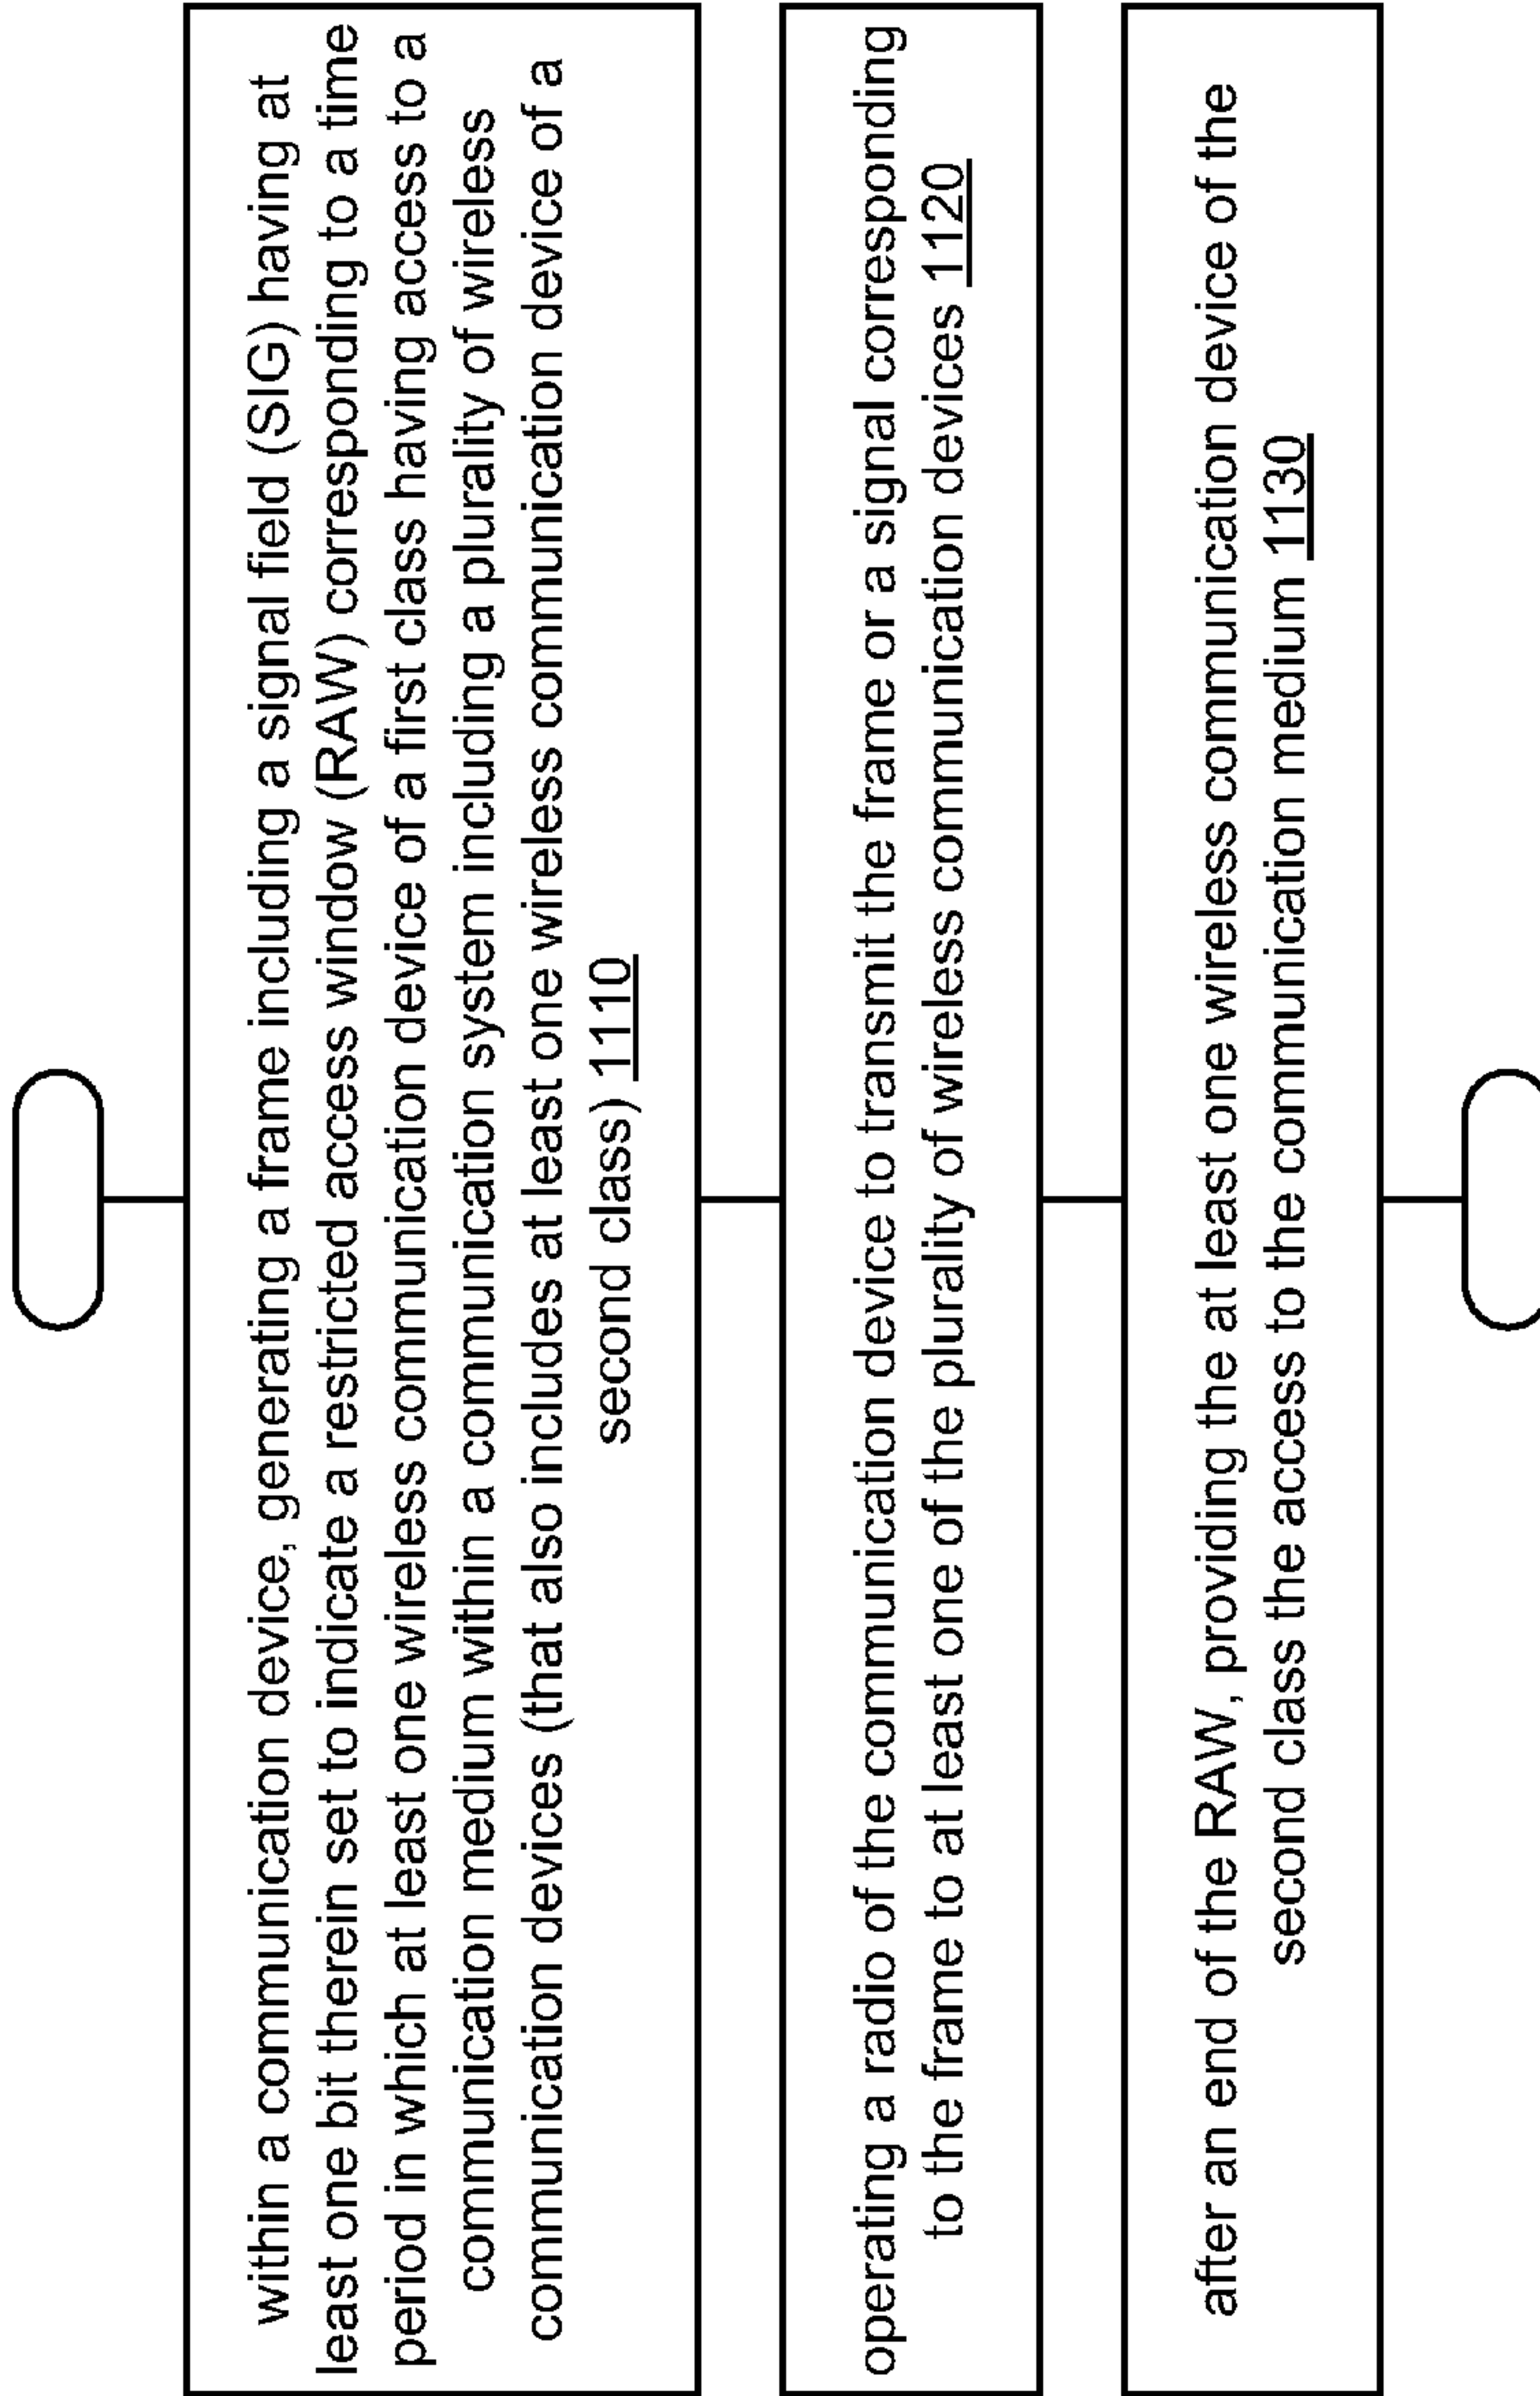 within a communication device, generating a frame including a signal field (SIG) having at
least one bit therein set to indicate a restricted access window (RAW) corresponding to a time
period in which at least one wireless communication device of a first class having access to a
communication medium within a communication system including a plurality of wireless
communication devices (that also includes at least one wireless communication device of a
second class) 1110
operating a radio of the communication device to transmit the frame or a signal corresponding
to the frame to at least one of the plurality of wireless communication devices 1120
after an end of the RAW, providing the at least one wireless communication device of the
second class the access to the communication medium 1130